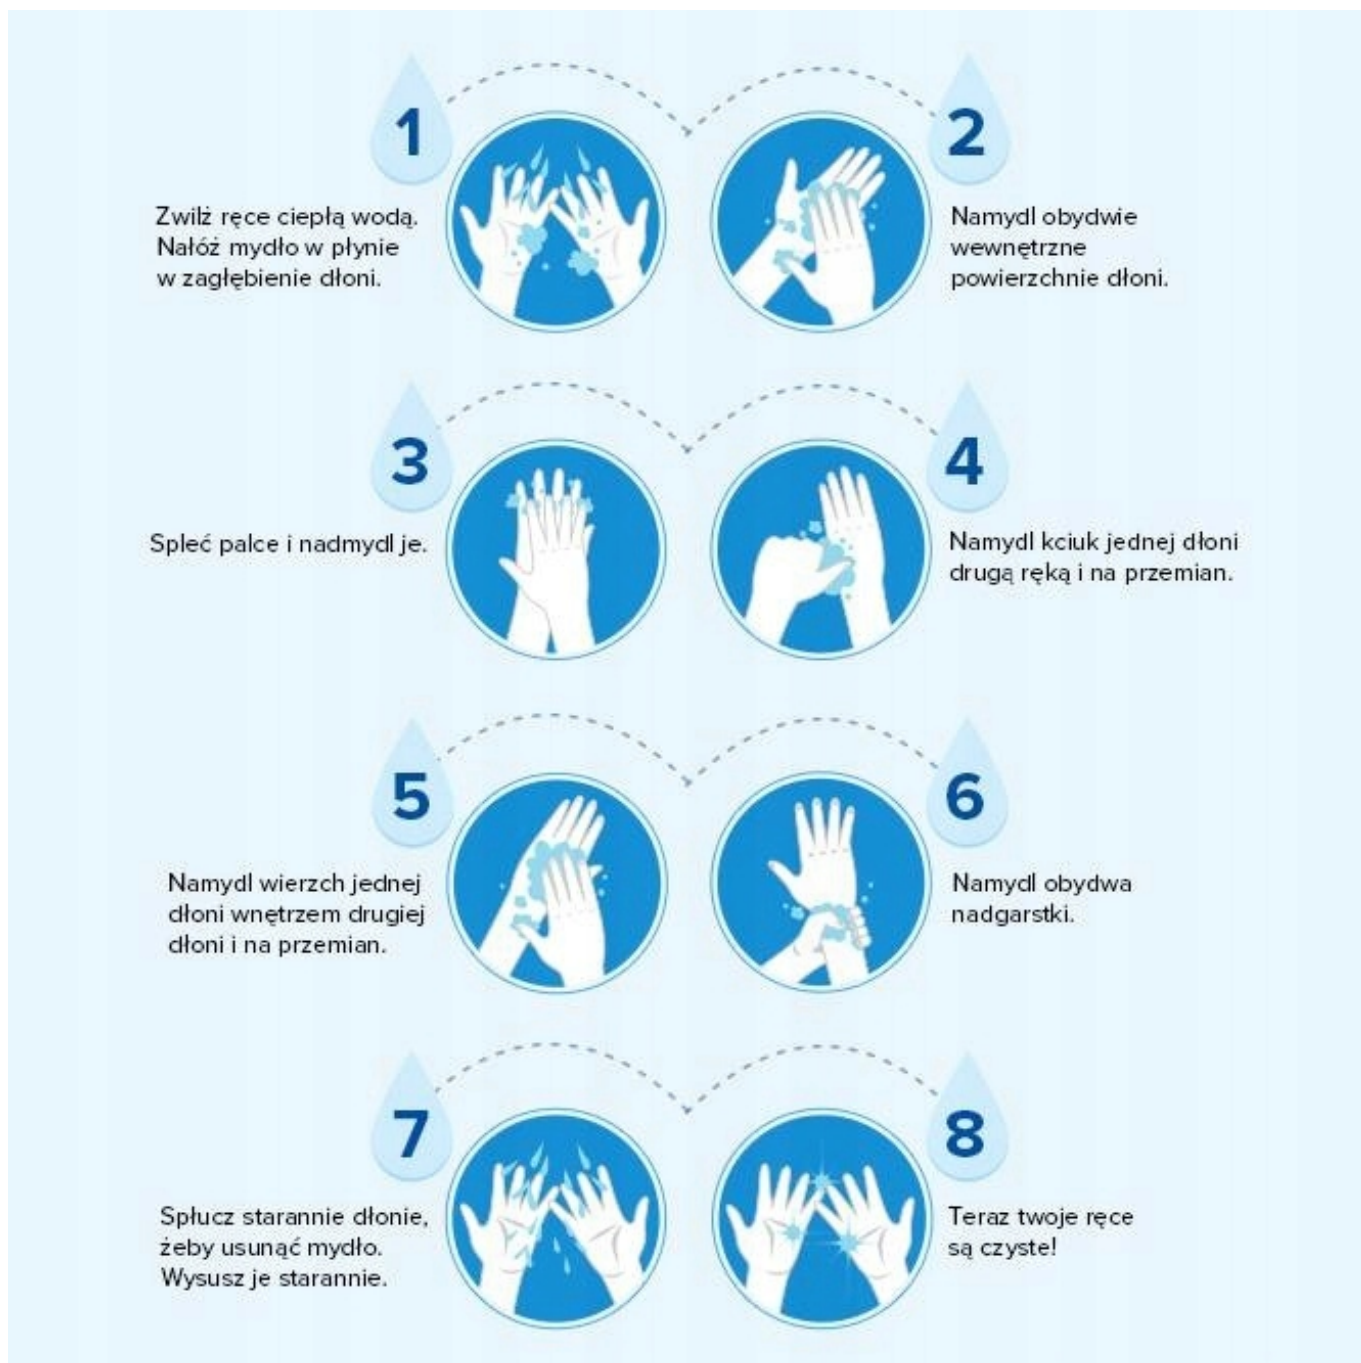 1
Zwilż ręce ciepłą wodą.
Nałóż mydło w płynie
w zagłębienie dłoni.
2
Namydl obydwie
wewnętrzne
powierzchnie dłoni.
3
Spleć palce i nadmydl je.
4
Namydl kciuk jednej dłoni
drugą ręką i na przemian.
5
Namydl wierzch jednej
dłoni wnętrzem drugiej
dłoni i na przemian.
6
Namydl obydwa
nadgarstki.
7
Spłucz starannie dłonie,
żeby usunąć mydło.
Wysusz je starannie.
8
Teraz twoje ręce
są czyste!